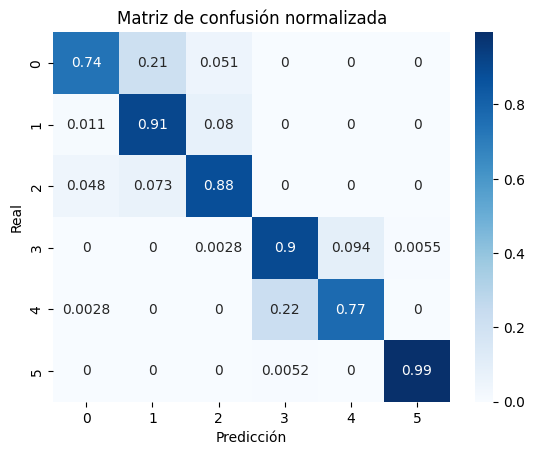 Matriz de confusión normalizada
0 0.74 0.21 0.051 0 0 0
1 0.011 0.91 0.08 0 0 0
2 0.048 0.073 0.88 0 0 0
3 0 0 0.0028 0.9 0.094 0.0055
4 0.0028 0 0 0.22 0.77 0
5 0 0 0 0.0052 0 0.99
0 1 2 3 4 5
Predicción
Real
0.8
0.6
0.4
0.2
0.0